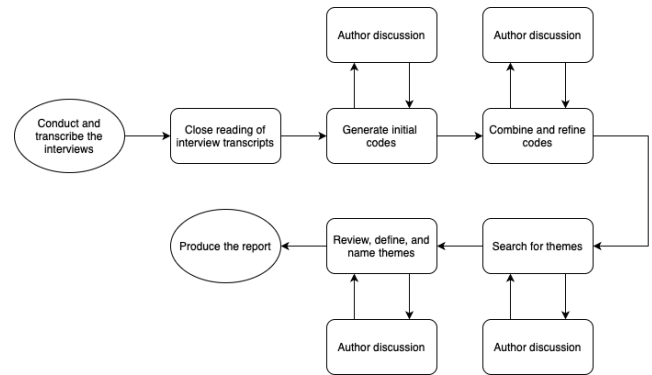 Author discussion
Author discussion
Conduct and
transcribe the
interviews
Close reading of
interview transcripts
Generate initial
codes
Combine and refine
codes
Search for themes
Review, define, and
name themes
Produce the report
Author discussion
Author discussion